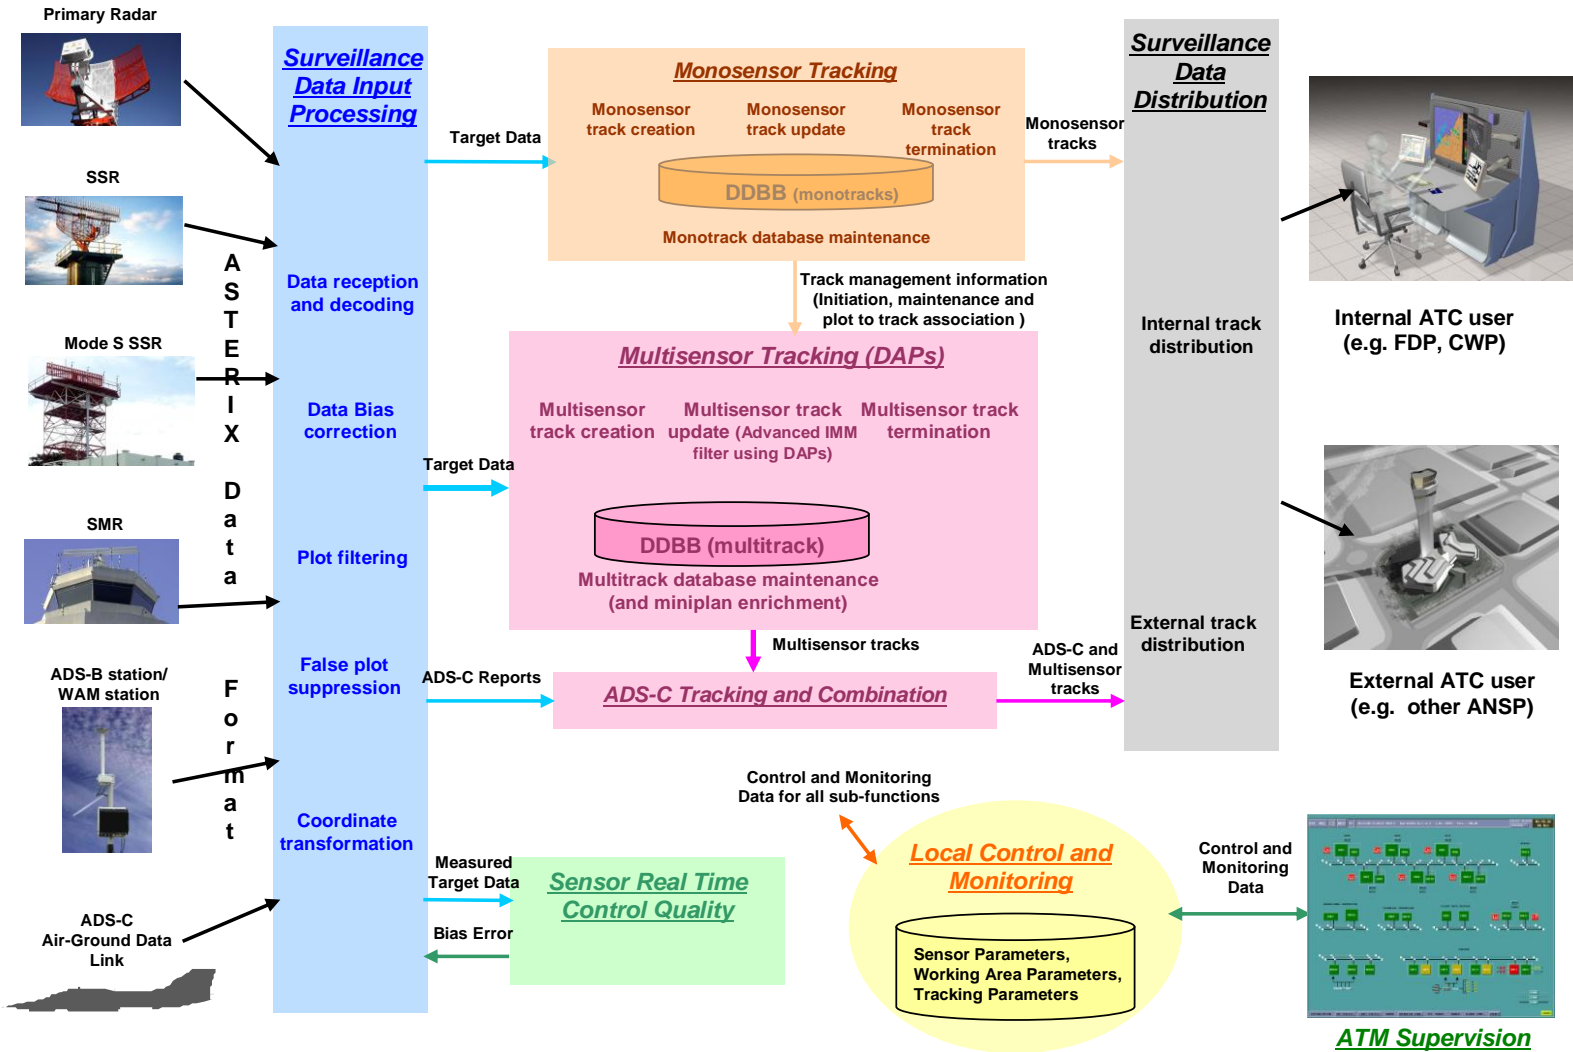 Primary Radar
SSR
Mode S SSR
SMR
ADS-B station/
WAM station
ADS-C
Air-Ground Data
Link
ASTERIX
Data
Format
Surveillance
Data Input
Processing
Data reception
and decoding
Data Bias
correction
Plot filtering
False plot
suppression
Coordinate
transformation
Target Data
Target Data
ADS-C Reports
Measured
Target Data
Bias Error
Monosensor Tracking
Monosensor
track creation
Monosensor
track update
Monosensor
track
termination
DDBB (monotracks)
Monotrack database maintenance
Track management information
(Initiation, maintenance and
plot to track association )
Multisensor Tracking (DAPs)
Multisensor
track creation
Multisensor track
update (Advanced IMM
filter using DAPs)
Multisensor track
termination
DDBB (multitrack)
Multitrack database maintenance
(and miniplan enrichment)
Multisensor tracks
ADS-C Tracking and Combination
Sensor Real Time
Control Quality
Control and Monitoring
Data for all sub-functions
Local Control and
Monitoring
Sensor Parameters,
Working Area Parameters,
Tracking Parameters
Monosensor
tracks
ADS-C and
Multisensor
tracks
Surveillance
Data
Distribution
Internal track
distribution
External track
distribution
Internal ATC user
(e.g. FDP, CWP)
External ATC user
(e.g.  other ANSP)
Control and
Monitoring
Data
ATM Supervision